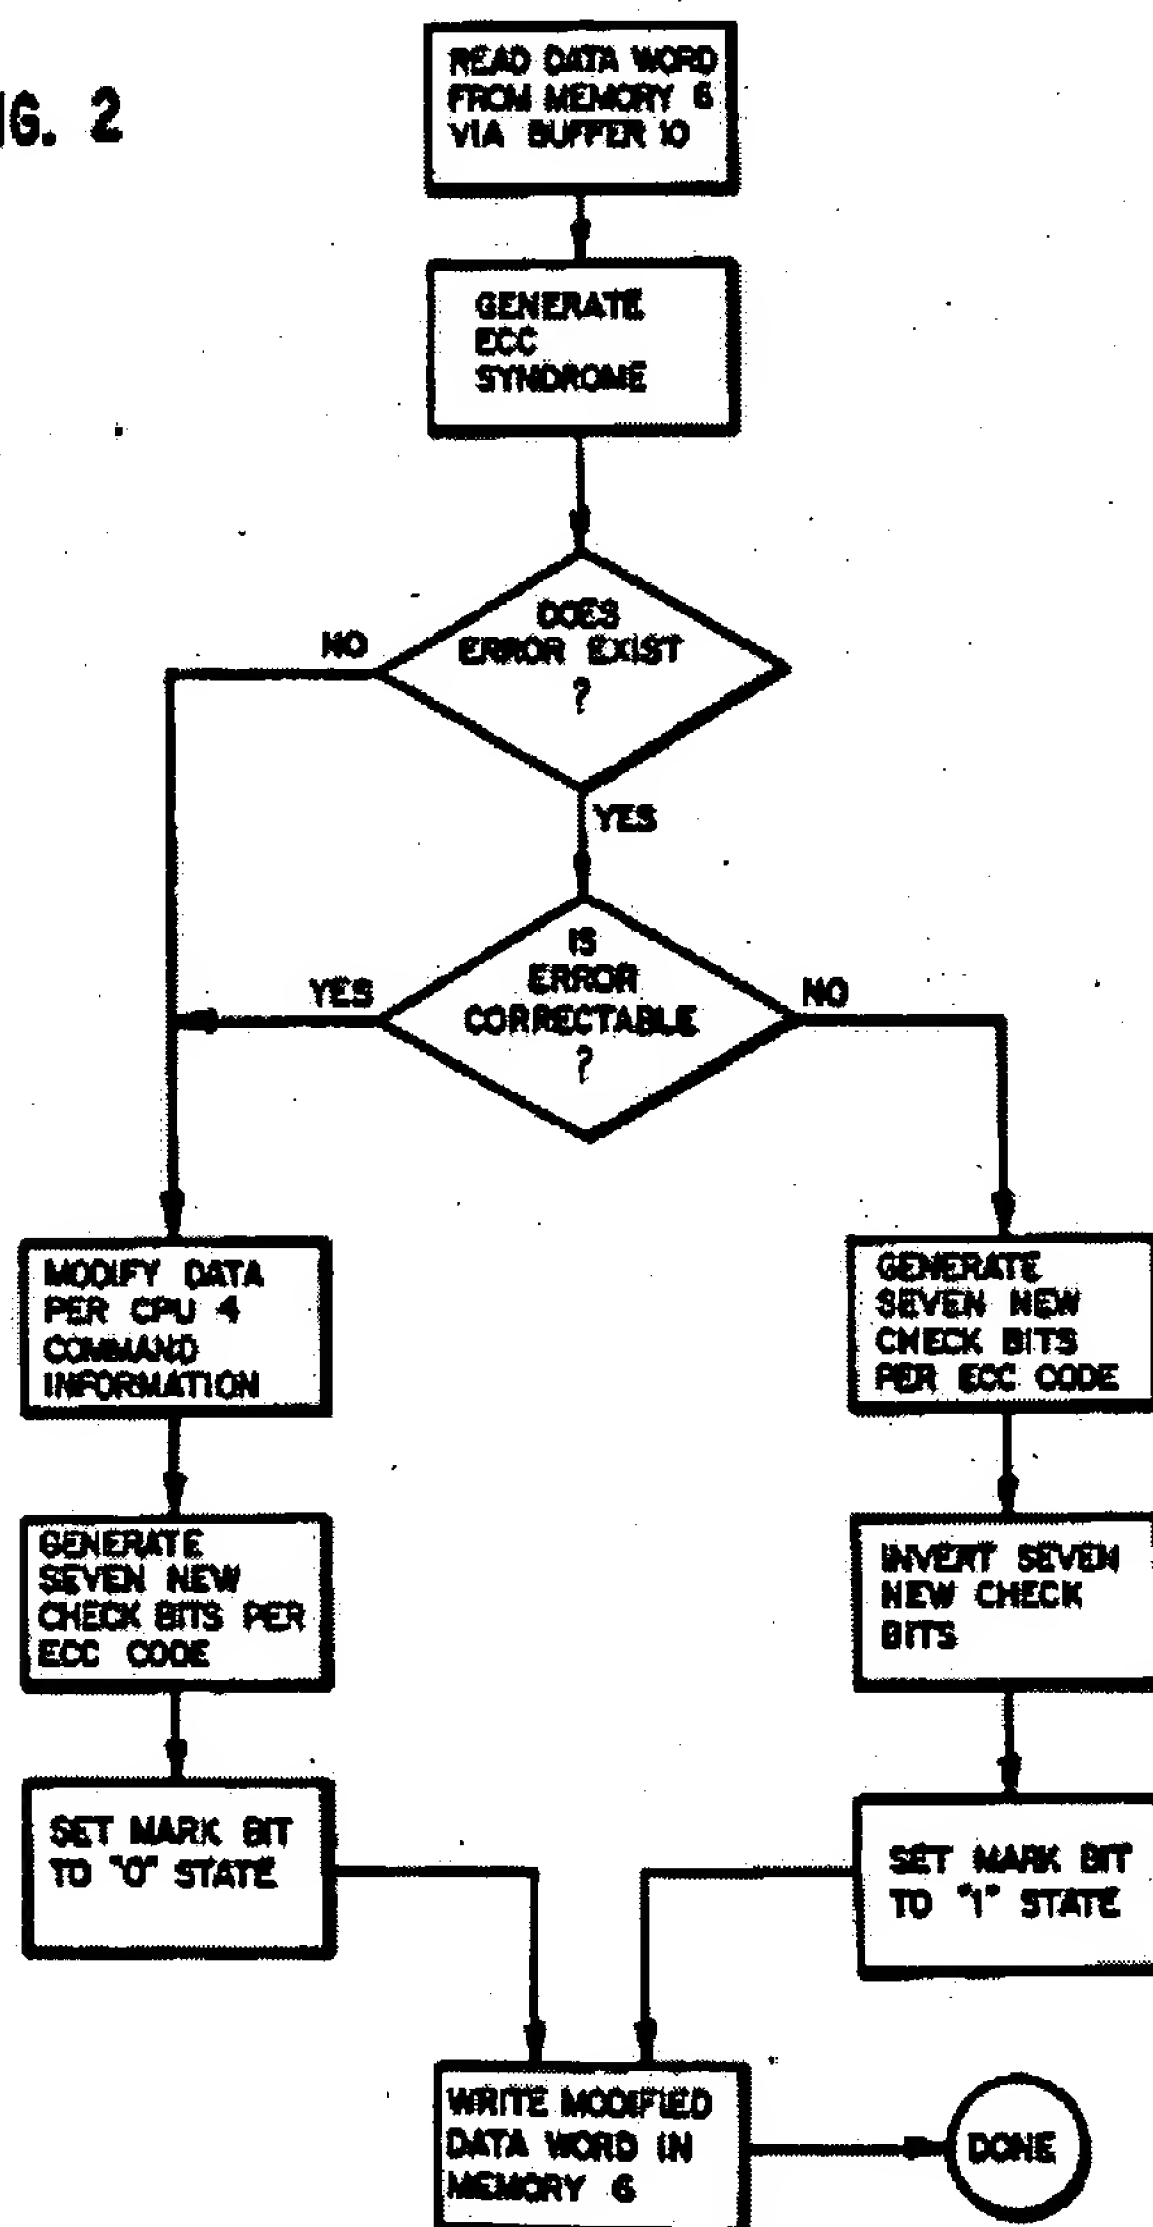 IG. 2
READ DATA WORD
FROM MEMORY 6
VIA BUFFER 10
GENERATE
ECC
SYNDROME
DOES
ERROR EXIST
?
NO
YES
IS
ERROR
CORRECTABLE
?
YES
NO
MODIFY DATA
PER CPU 4
COMMAND
INFORMATION
GENERATE
SEVEN NEW
CHECK BITS
PER ECC CODE
GENERATE
SEVEN NEW
CHECK BITS PER
ECC CODE
INVERT SEVEN
NEW CHECK
BITS
SET MARK BIT
TO "0" STATE
SET MARK BIT
TO "1" STATE
WRITE MODIFIED
DATA WORD IN
MEMORY 6
DONE